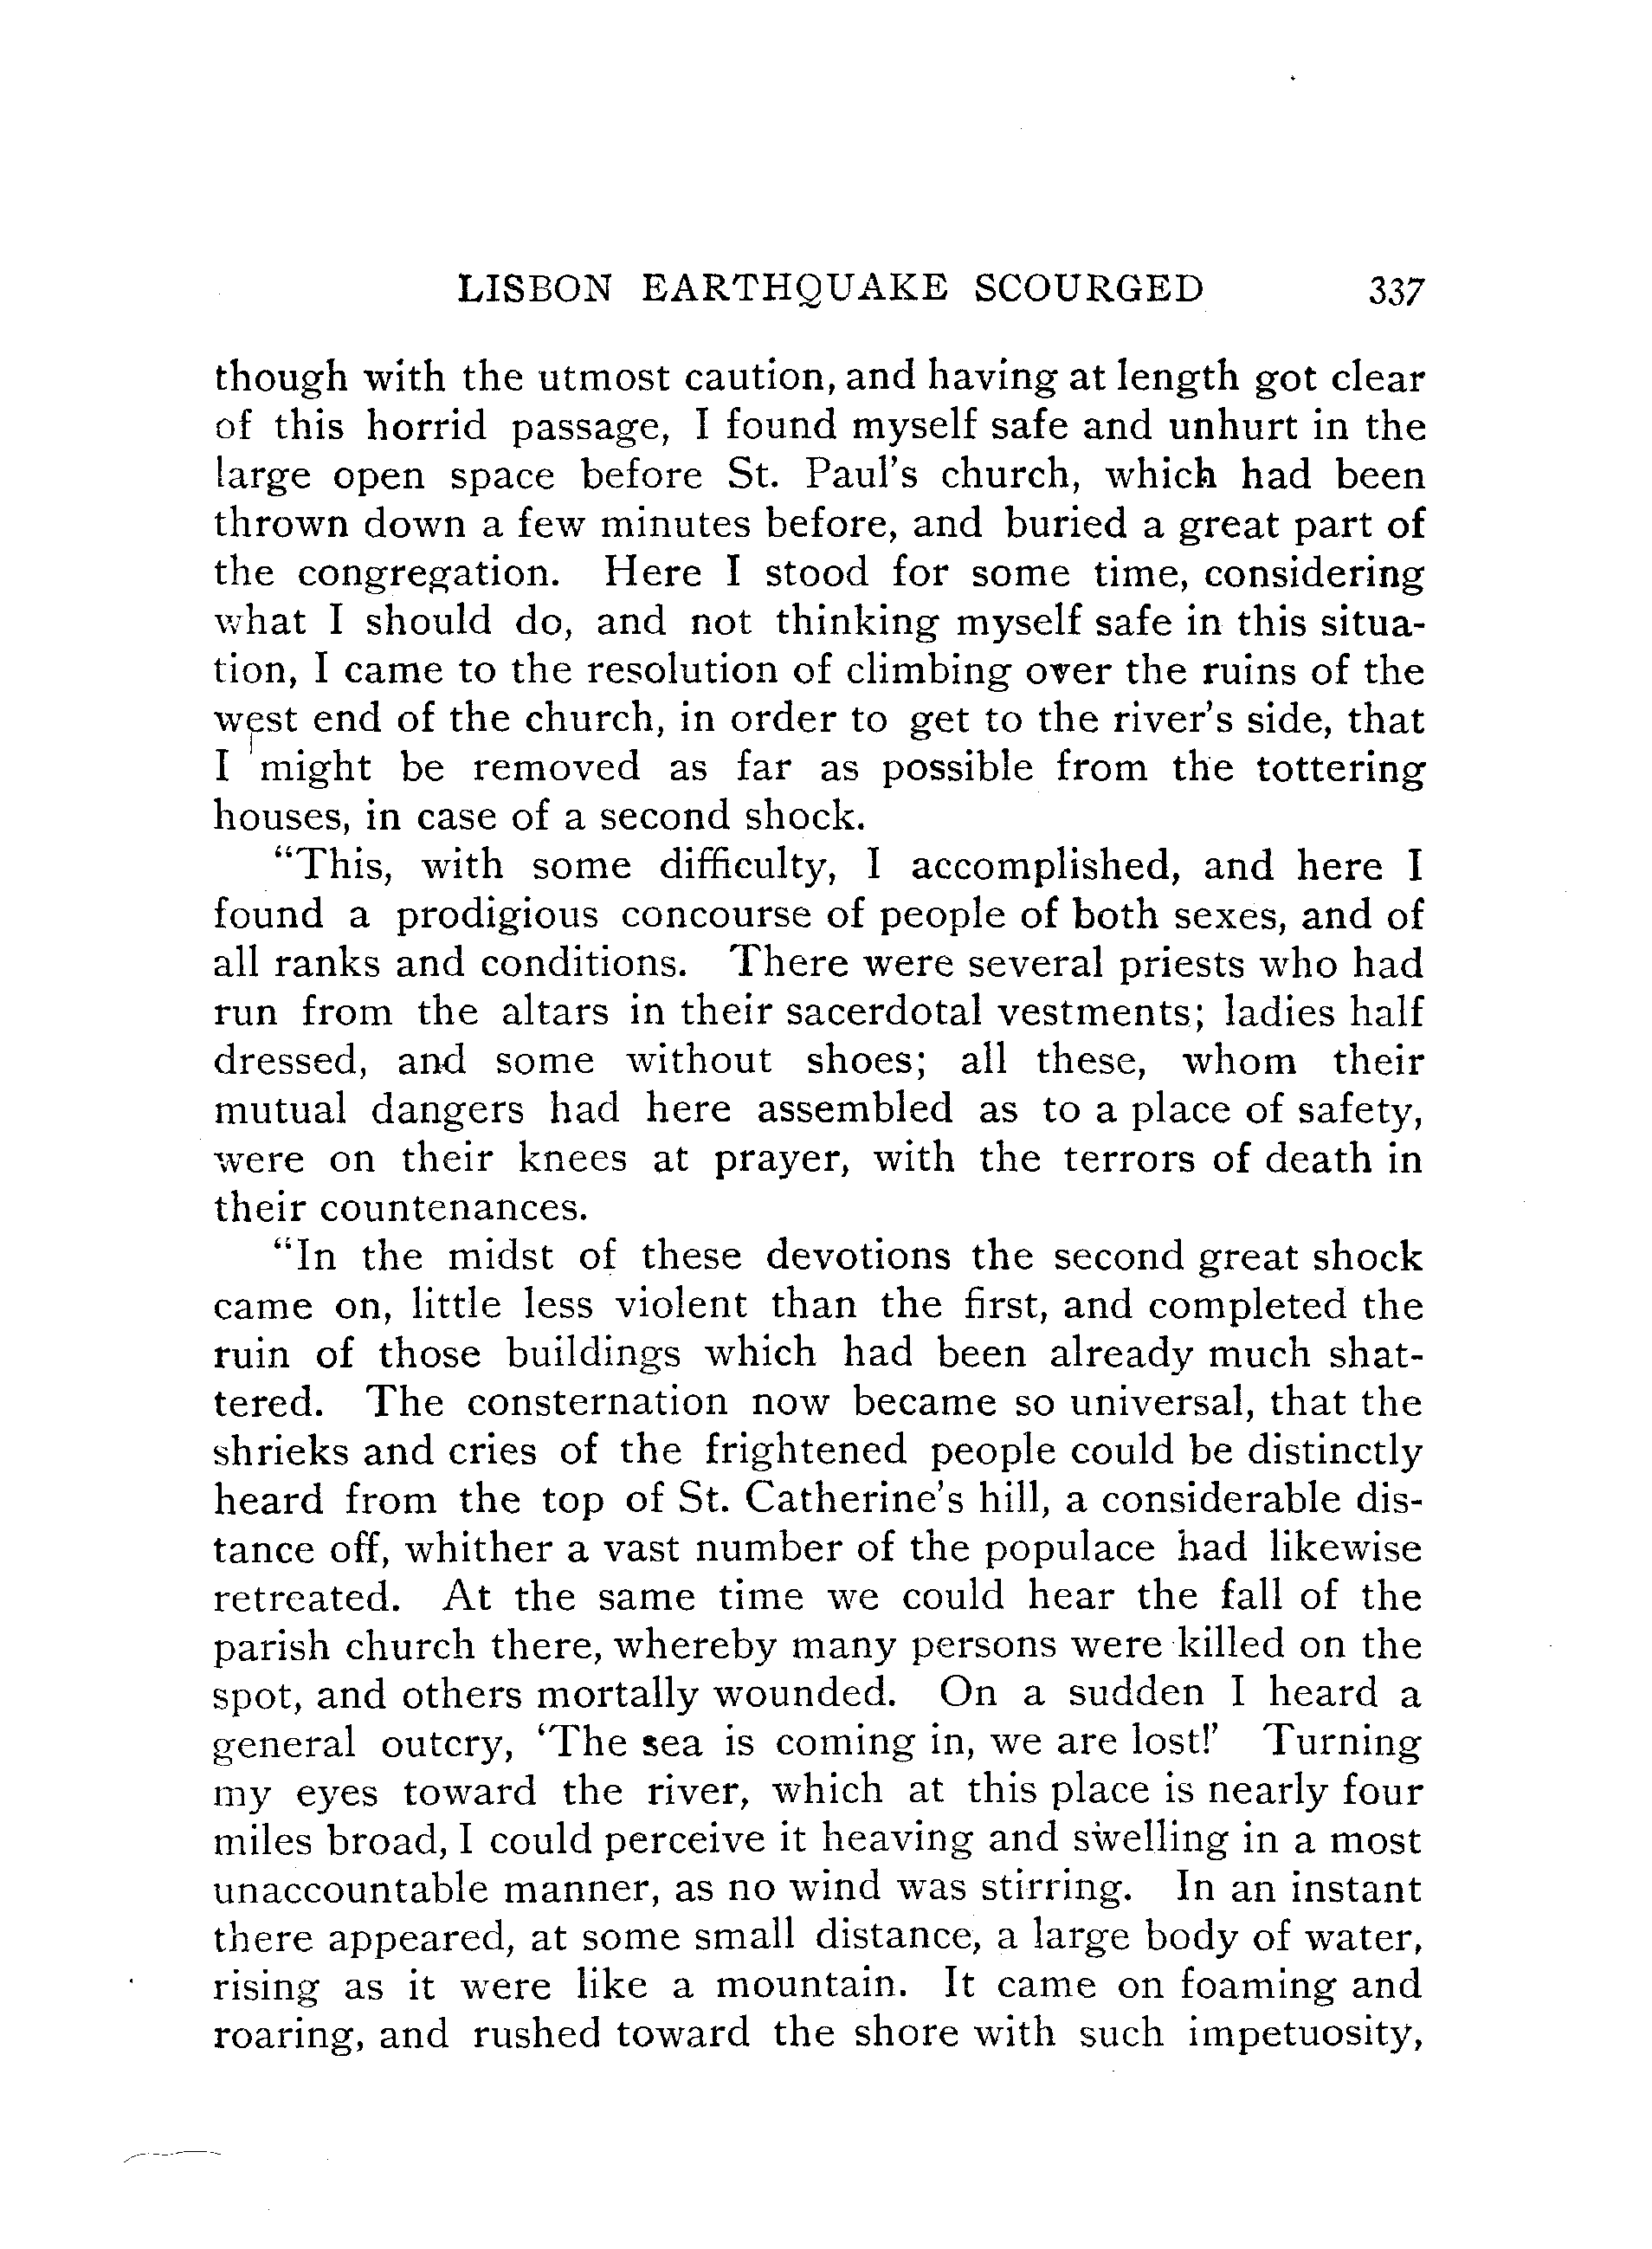 LISBON EARTHQUAKE SCOURGED 337
though with the utmost caution, and having at length got clear
of this horrid passage, I found myself safe and unhurt in the
large open space before St. Paul's church, which had been
thrown down a few minutes before, and buried a great part of
the congregation. Here I stood for some time, considering
what I should do, and not thinking myself safe in this situa-
tion, I came to the resolution of climbing over the ruins of the
west end of the church, in order to get to the river's side, that
I might be removed as far as possible from the tottering
houses, in case of a second shock.
"This, with some difficulty, I accomplished, and here I
found a prodigious concourse of people of both sexes, and of
all ranks and conditions. There were several priests who had
run from the altars in their sacerdotal vestments; ladies half
dressed, and some without shoes; all these, whom their
mutual dangers had here assembled as to a place of safety,
were on their knees at prayer, with the terrors of death in
their countenances.
"In the midst of these devotions the second great shock
came on, little less violent than the first, and completed the
ruin of those buildings which had been already much shat-
tered. The consternation now became so universal, that the
shrieks and cries of the frightened people could be distinctly
heard from the top of St. Catherine's hill, a considerable dis-
tance off, whither a vast number of the populace had likewise
retreated. At the same time we could hear the fall of the
parish church there, whereby many persons were killed on the
spot, and others mortally wounded. On a sudden I heard a
general outcry, 'The sea is coming in, we are lost!' Turning
my eyes toward the river, which at this place is nearly four
miles broad, I could perceive it heaving and swelling in a most
unaccountable manner, as no wind was stirring. In an instant
there appeared, at some small distance, a large body of water,
rising as it were like a mountain. It came on foaming and
roaring, and rushed toward the shore with such impetuosity,